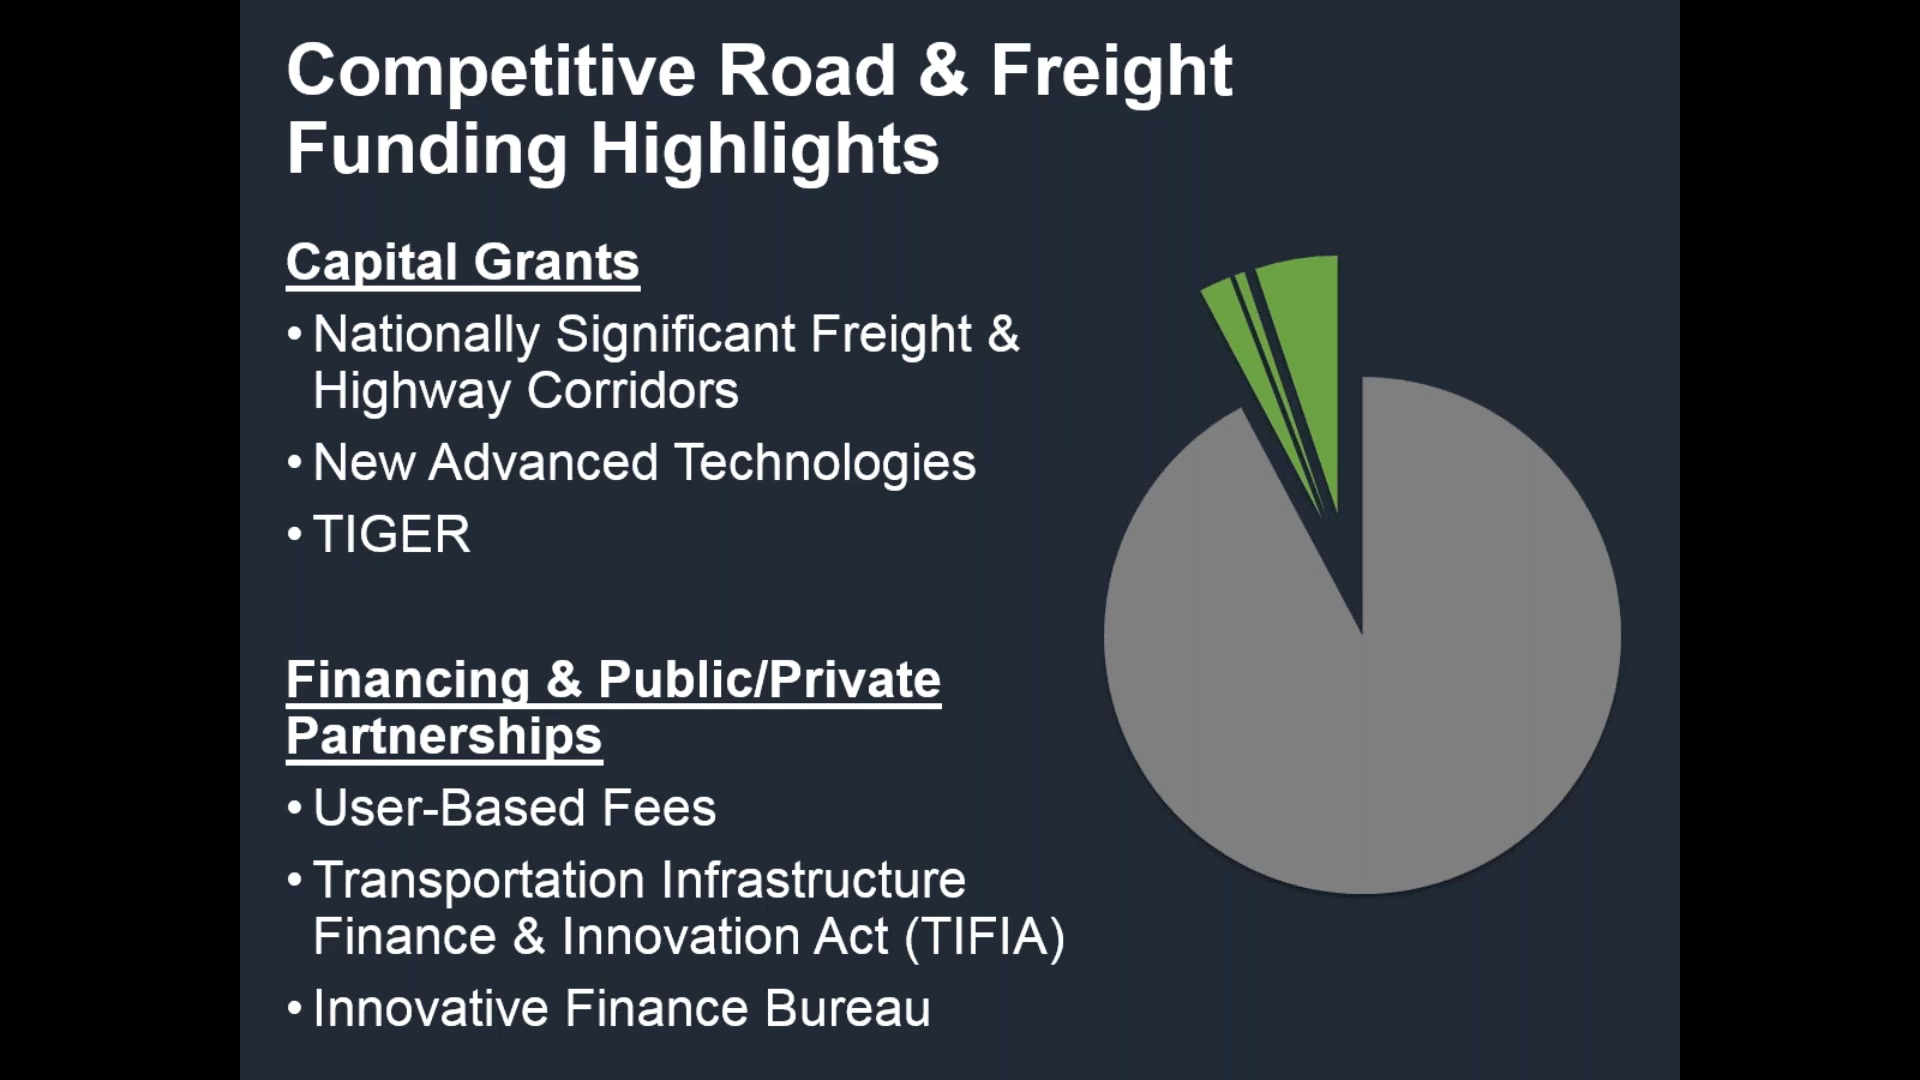 Competitive Road & Freight
Funding Highlights
Capital Grants
• Nationally Significant Freight &
Highway Corridors
• New Advanced Technologies
• TIGER
Financing & Public/Private
Partnerships
• User-Based Fees
• Transportation Infrastructure
Finance & Innovation Act (TIFIA)
• Innovative Finance Bureau